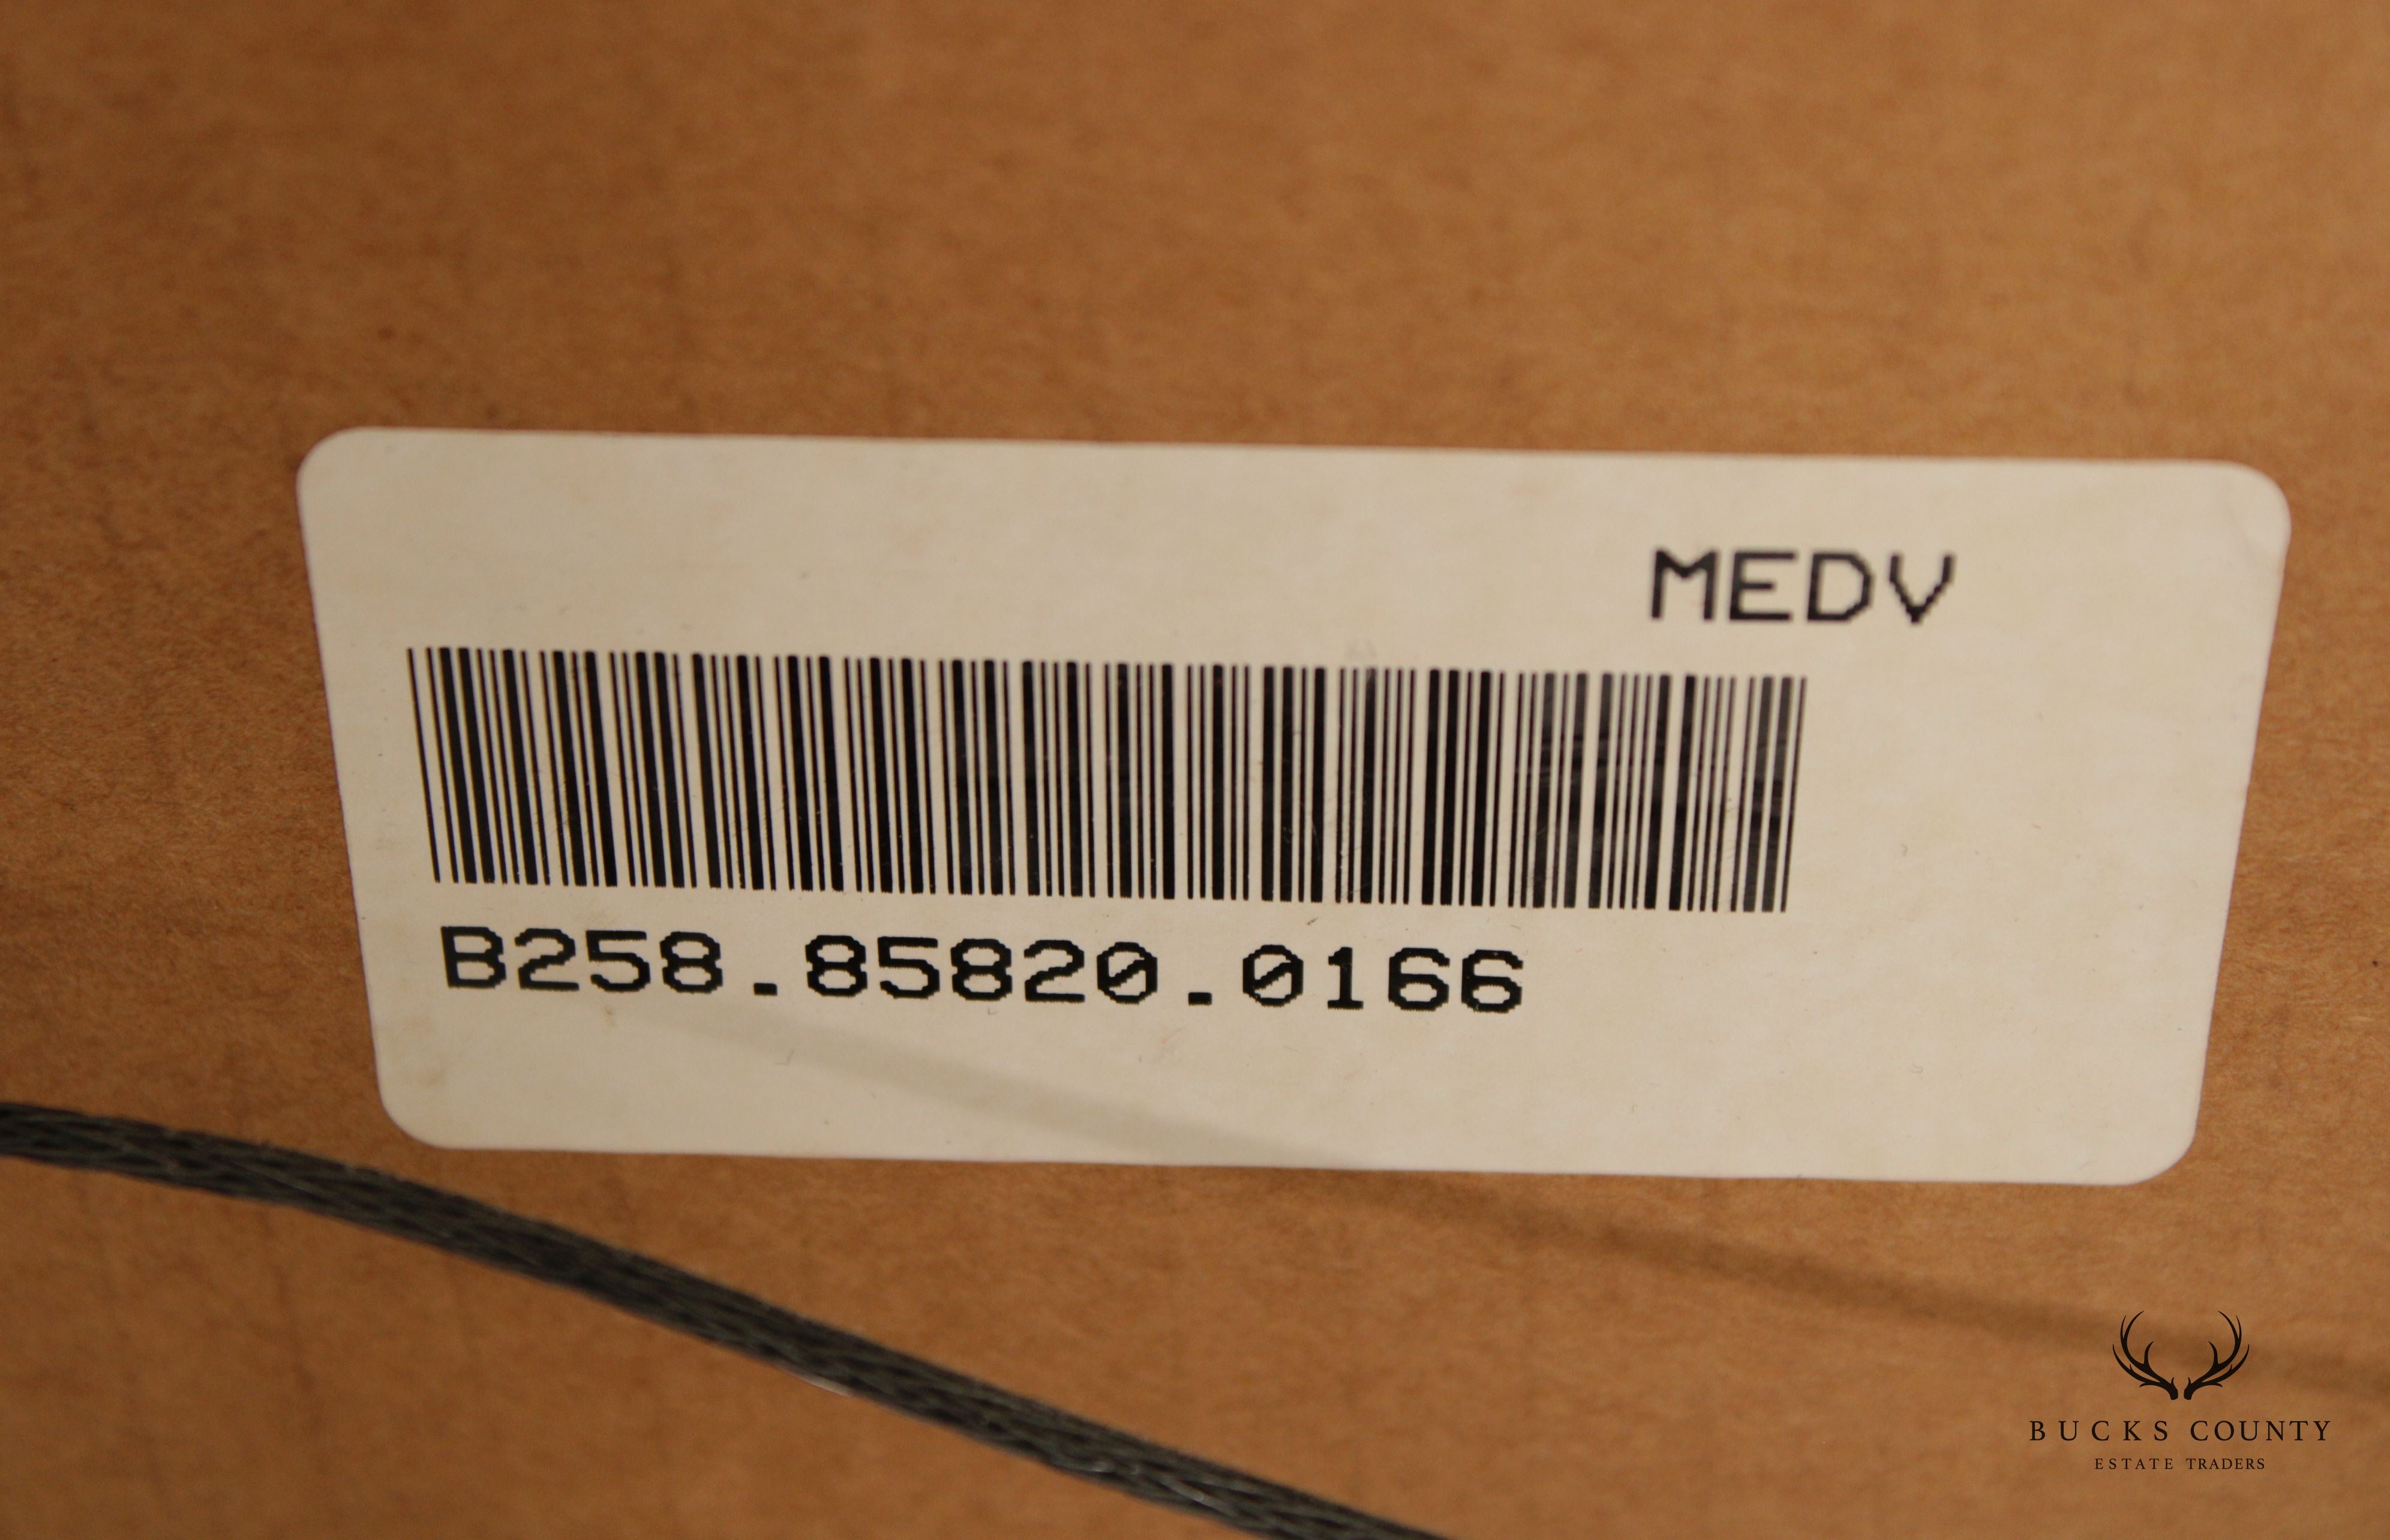 MEDV
B258.85820.0166
BUCKS COUNTY
ESTATE TRADERS